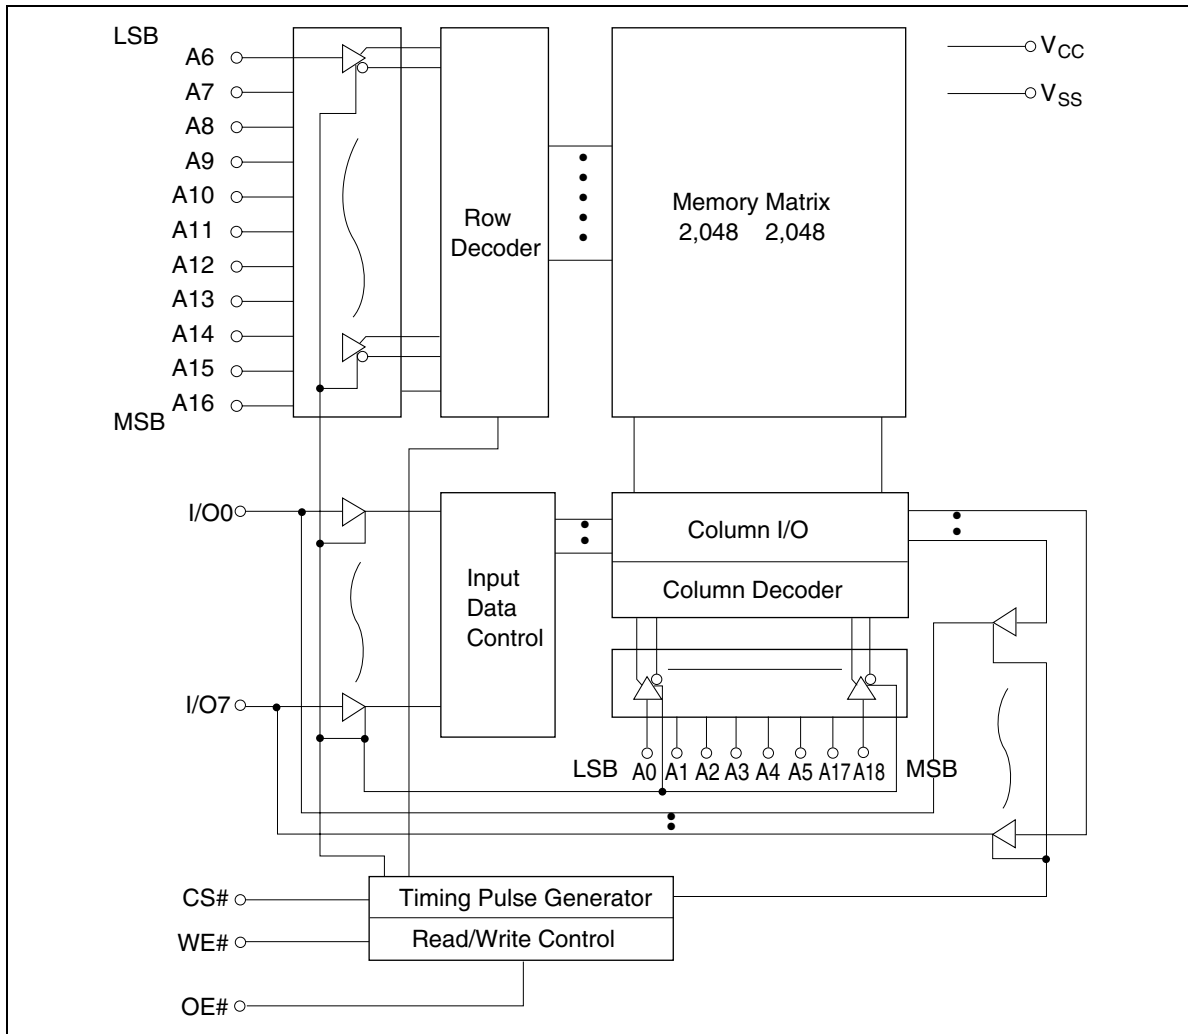 LSB
A6
A7
A8
A9
A10
A11
A12
A13
A14
A15
A16
MSB
Row
Decoder
Memory Matrix
2,048 2,048
VCC
VSS
I/O0
I/O7
Input
Data
Control
Column I/O
Column Decoder
LSB A0 A1 A2 A3 A4 A5 A17 A18 MSB
CS#
WE#
OE#
Timing Pulse Generator
Read/Write Control